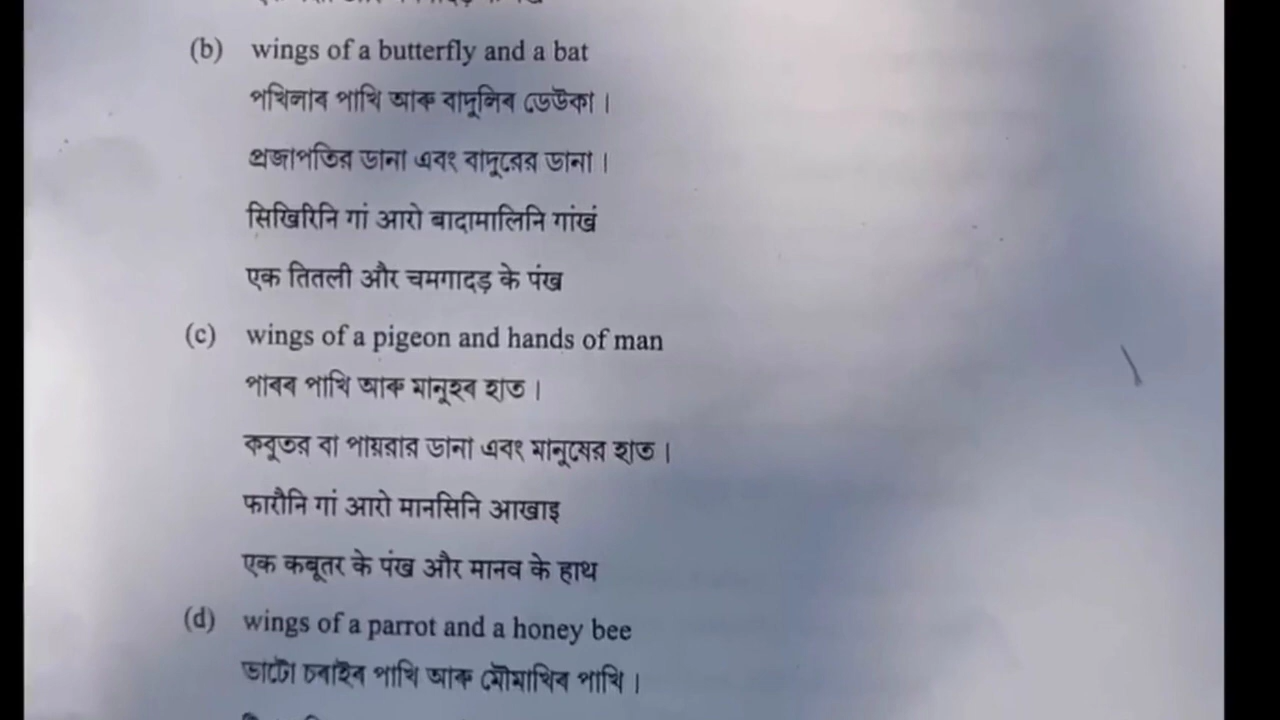 (b) wings of a butterfly and a bat
পখিলাৰ পাখি আৰু বাদুলিৰ ডেউকা ।
প্রজাপতির ডানা এবং বাদুরের ডানা ।
सिखिरिनि गां आरो बादामालिनि गांखं
एक तितली और चमगादड़ के पंख
(c) wings of a pigeon and hands of man
পাৰৰ পাখি আৰু মানুহৰ হাত ।
কবুতর বা পায়রার ডানা এবং মানুষের হাত ।
फारौनि गां आरो मानसिनि आखाइ
एक कबूतर के पंख और मानव के हाथ
(d) wings of a parrot and a honey bee
ভাটৌ চৰাইৰ পাখি আৰু মৌমাখিৰ পাখি ।